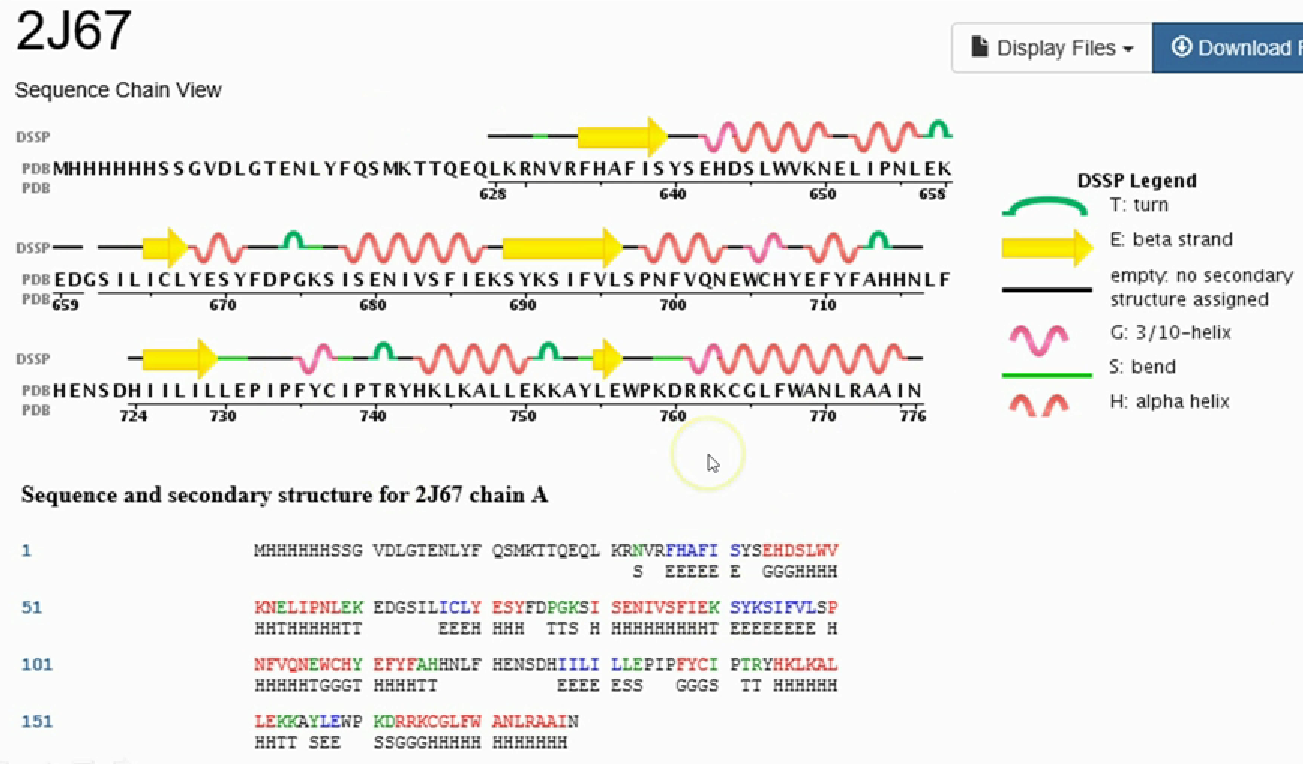 2J67
Display Files
Download F
Sequence Chain View
DSSP
PDB MHHHHHHSSGVDLGTENLYFQSMKTTQEQLKRNVRFHAFISYSEHDSLWVKNELIPNLEK
PDB 628 640 650 658
DSSP
PDB EDGSILICLYESYFDPGKSISENIVSFIEKSYKSIFVLSPNFVQNEWCHYEFYFAHHNLF
PDB 659 670 680 690 700 710
DSSP
PDB HENSDHIILILLEPIPFYCIPTRYHKLKALLEKKAYLEWPKDRRKCGLFWANLRAAIN
PDB 724 730 740 750 760 770 776
DSSP Legend
T: turn
E: beta strand
empty: no secondary
structure assigned
G: 3/10-helix
S: bend
H: alpha helix
Sequence and secondary structure for 2J67 chain A
1 MHHHHHHSSG VDLGTENLYF QSMKTTQEQL KRNVRFHAFI SYSEHDSLWV
S EEEEE E GGGHHHH
51 KNELIPNLEK EDGSILICLY ESYFDPGKSI SENIVSFIEK SYKSIFVLSP
HHTHHHHHTT EEEH HHH TTS H HHHHHHHHHT EEEEEEEE H
101 NFVQNEWCHY EFYFAHHNLF HENSDHIILI LLEPIPFYCI PTRYHKLKAL
HHHHHTGGGT HHHHTT EEEE ESS GGGS TT HHHHHH
151 LEKKAYLEWP KDRRKCGLFW ANLRAAIN
HHTT SEE SSGGGHHHHH HHHHHHH